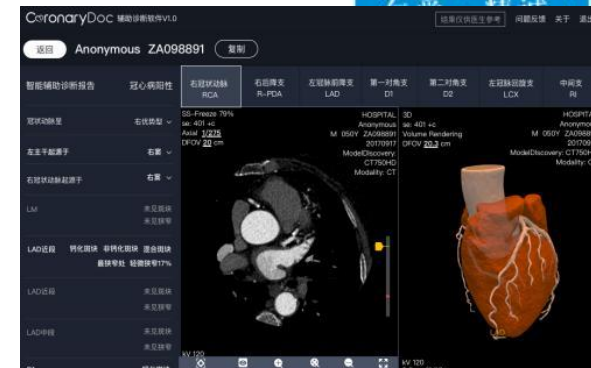 CoronaryDoc 辅助诊断软件V1.0
结果仅供医生参考 问题反馈 关于 退出
返回 Anonymous ZA098891 复制
智能辅助诊断报告 冠心病阳性
冠状动脉呈 右优势型
左主干起源于 右窦
右冠状动脉起源于 右窦
LM 未见斑块
未见狭窄
LAD近段 钙化斑块 非钙化斑块 混合斑块
最狭窄处 轻微狭窄17%
LAD近段 未见斑块
未见狭窄
LAD中段 未见斑块
未见狭窄
右冠状动脉 RCA
右后降支 R-PDA
左冠脉前降支 LAD
第一对角支 D1
第二对角支 D2
左冠脉回旋支 LCX
中间支 RI
SS-Freeze 79%
se: 401 +c
Axial 1/275
DFOV 20 cm
HOSPITAL
Anonymous
M 050Y ZA098891
20170917
ModelDiscovery
CT750HD
Modality: CT
kV 120
3D
se: 401 +c
Volume Rendering
DFOV 20.3 cm
HOSPITA
Anonymo
M 050Y ZA09889
201709
ModelDiscovery: CT750H
Modality: C
LAD
kV 120